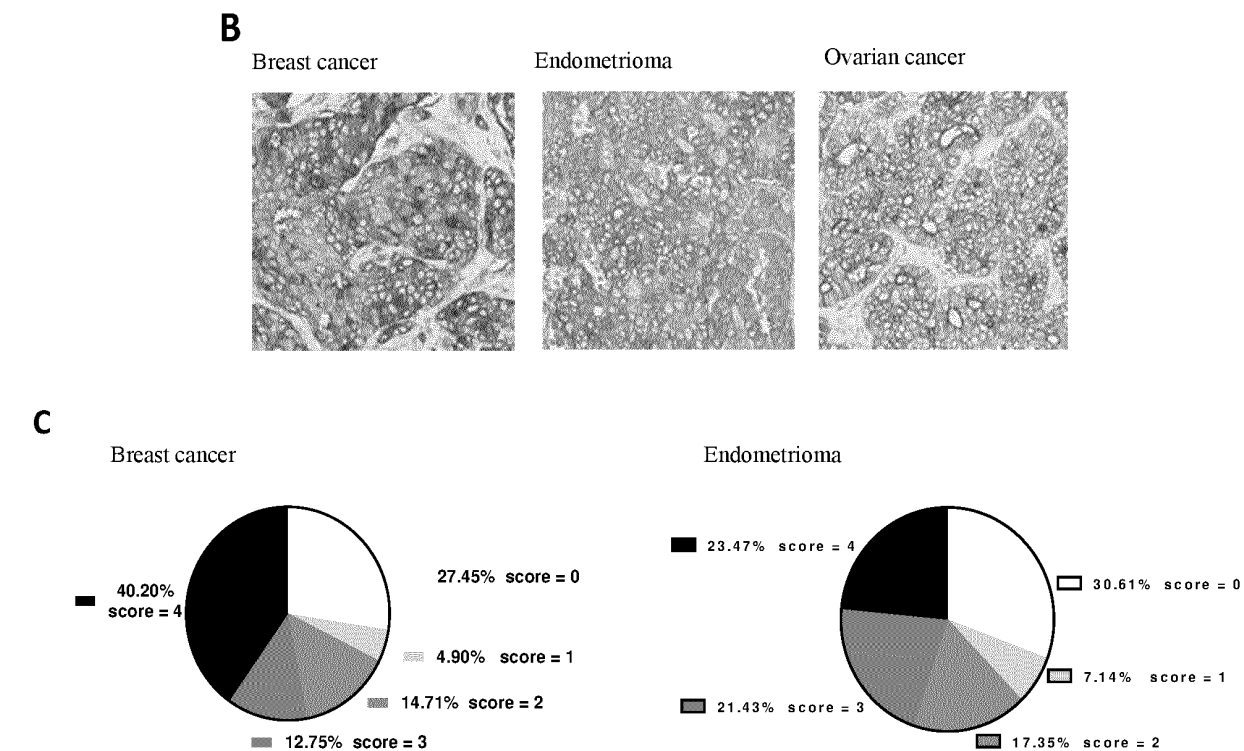 B
Breast cancer
Endometrioma
Ovarian cancer
C
Breast cancer
40.20%
score = 4
27.45% score = 0
4.90% score = 1
14.71% score = 2
12.75% score = 3
Endometrioma
23.47% score = 4
30.61% score = 0
7.14% score = 1
21.43% score = 3
17.35% score = 2